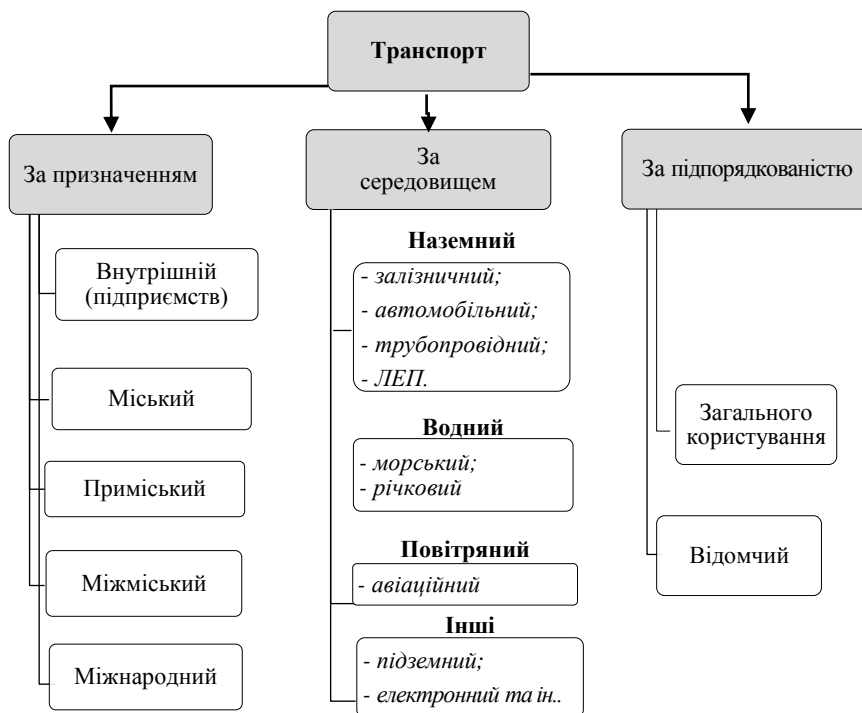 Транспорт
За призначенням
Внутрішній
(підприємств)
Міський
Приміський
Міжміський
Міжнародний
За
середовищем
Наземний
- залізничний;
- автомобільний;
- трубопровідний;
- ЛЕП.
Водний
- морський;
- річковий
Повітряний
- авіаційний
Інші
- підземний;
- електронний та ін..
За підпорядкованістю
Загального
користування
Відомчий